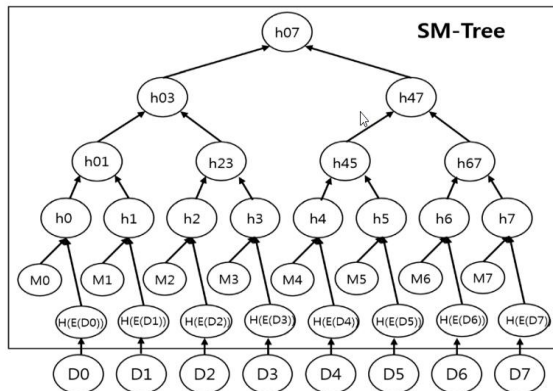 SM-Tree
h07
h03 h47
h01 h23 h45 h67
h0 h1 h2 h3 h4 h5 h6 h7
M0 M1 M2 M3 M4 M5 M6 M7
H(E(D0)) H(E(D1)) H(E(D2)) H(E(D3)) H(E(D4)) H(E(D5)) H(E(D6)) H(E(D7))
D0 D1 D2 D3 D4 D5 D6 D7